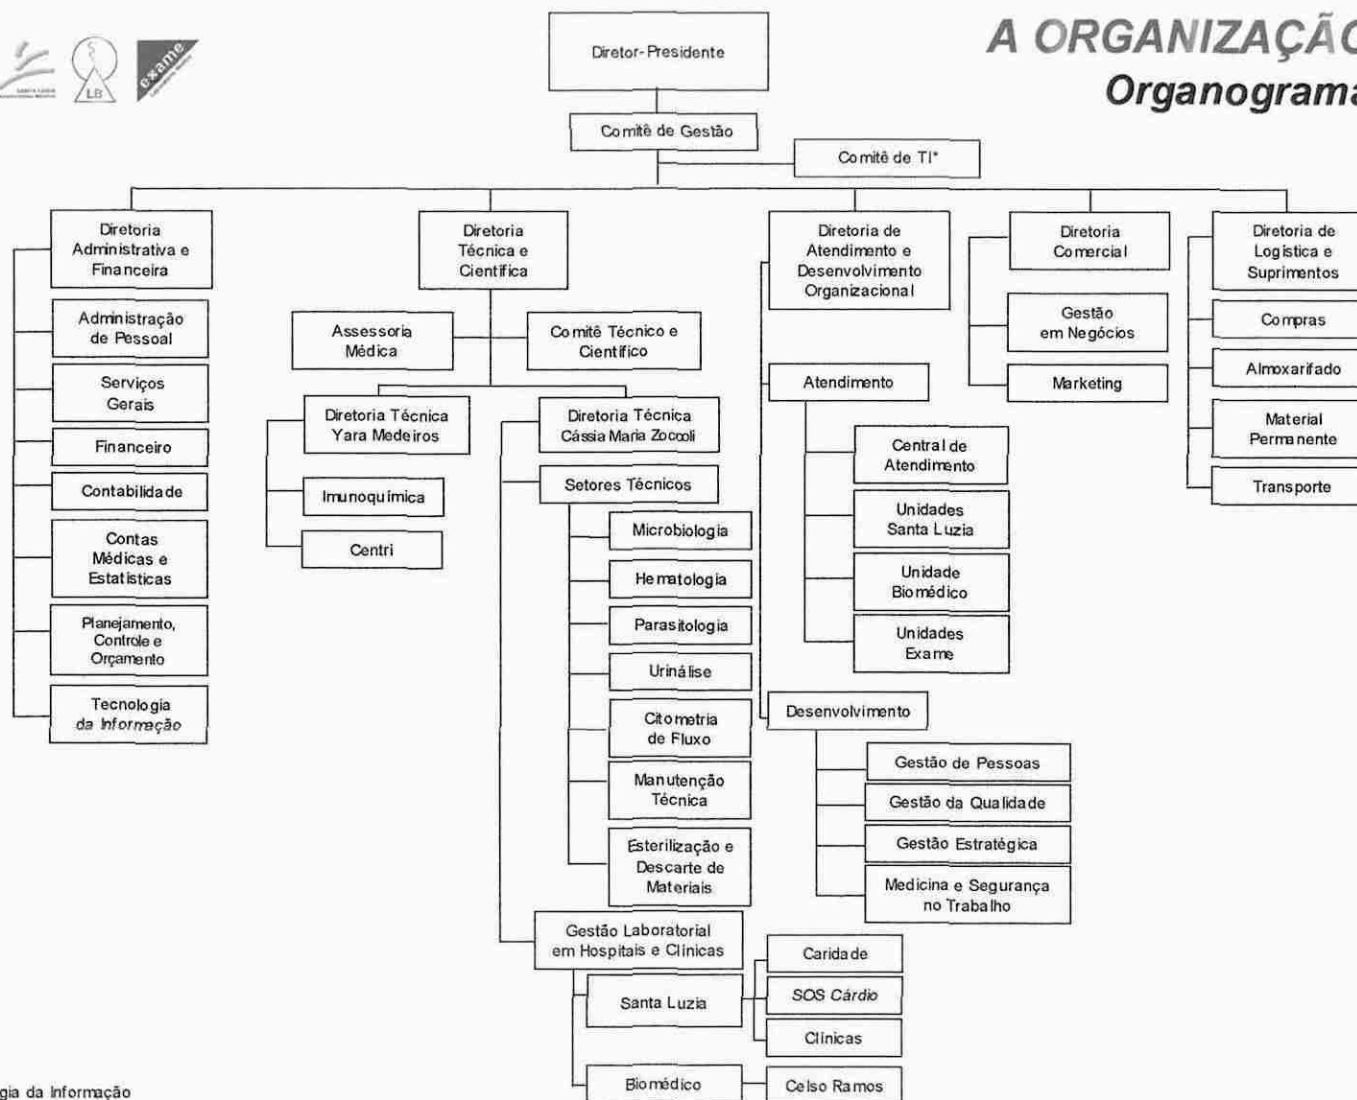 LB
exame
A ORGANIZAÇÃO
Organograma
Diretor-Presidente
Comitê de Gestão
Comitê de TI*
Diretoria
Administrativa e
Financeira
Administração
de Pessoal
Serviços
Gerais
Financeiro
Contabilidade
Contas
Médicas e
Estatísticas
Planejamento,
Controle e
Orçamento
Tecnologia
da Informação
Diretoria
Técnica e
Científica
Assessoria
Médica
Comitê Técnico e
Científico
Diretoria Técnica
Yara Medeiros
Imunoquímica
Centri
Diretoria Técnica
Cássia Maria Zoccoli
Setores Técnicos
Microbiologia
Hematologia
Parasitologia
Urinálise
Citometria
de Fluxo
Manutenção
Técnica
Esterilização e
Descarte de
Materiais
Gestão Laboratorial
em Hospitais e Clínicas
Santa Luzia
Caridade
SOS Cárdio
Clínicas
Biomédico
Celso Ramos
Diretoria de
Atendimento e
Desenvolvimento
Organizacional
Atendimento
Central de
Atendimento
Unidades
Santa Luzia
Unidade
Biomédico
Unidades
Exame
Desenvolvimento
Gestão de Pessoas
Gestão da Qualidade
Gestão Estratégica
Medicina e Segurança
no Trabalho
Diretoria
Comercial
Gestão
em Negócios
Marketing
Diretoria de
Logística e
Suprimentos
Compras
Almoxarifado
Material
Permanente
Transporte
gia da Informação